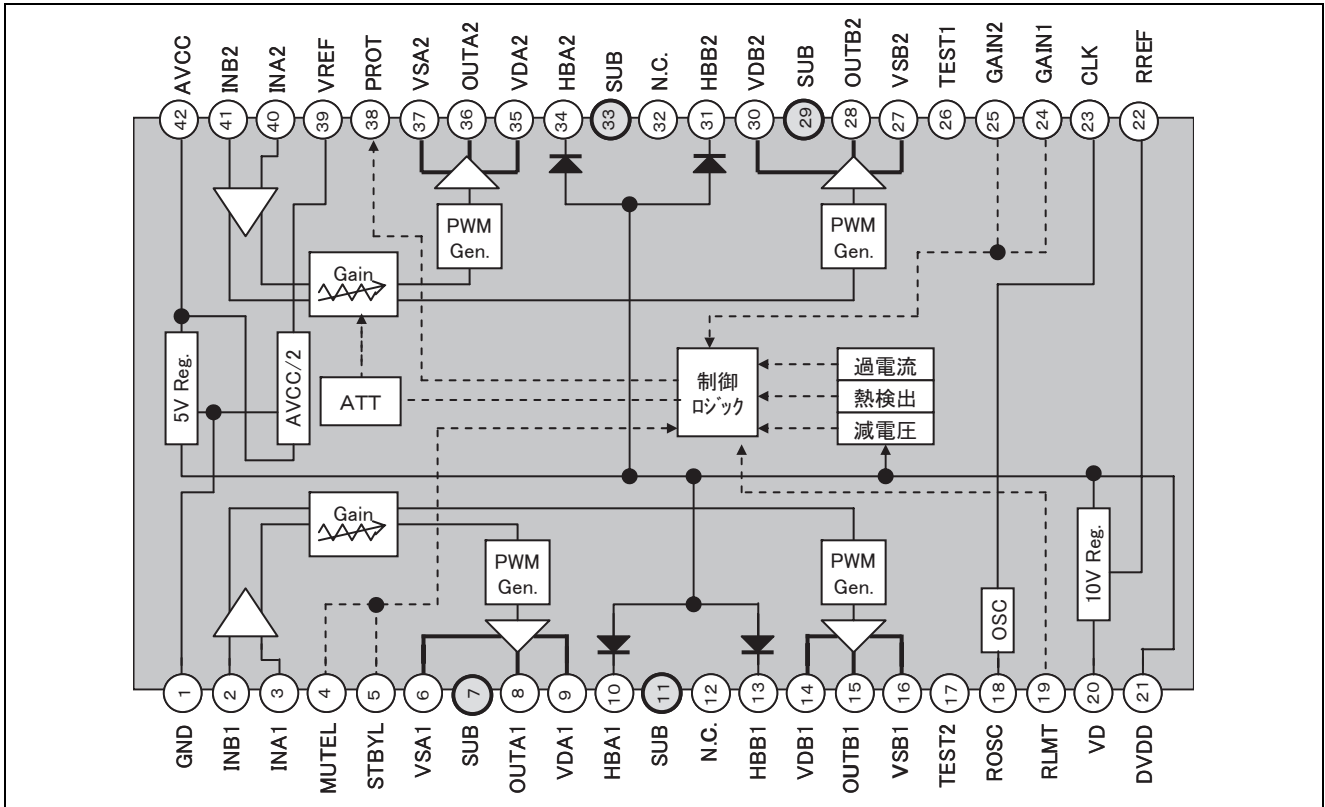 AVCC
INB2
INA2
VREF
PROT
VSA2
OUTA2
VDA2
HBA2
SUB
N.C.
HBB2
VDB2
SUB
OUTB2
VSB2
TEST1
GAIN2
GAIN1
CLK
RREF
42
41
40
39
38
37
36
35
34
33
32
31
30
29
28
27
26
25
24
23
22
PWM
Gen.
PWM
Gen.
Gain
5V Reg.
AVCC/2
ATT
制御
ロジック
過電流
熱検出
減電圧
Gain
PWM
Gen.
PWM
Gen.
OSC
10V Reg.
1
2
3
4
5
6
7
8
9
10
11
12
13
14
15
16
17
18
19
20
21
GND
INB1
INA1
MUTEL
STBYL
VSA1
SUB
OUTA1
VDA1
HBA1
SUB
N.C.
HBB1
VDB1
OUTB1
VSB1
TEST2
ROSC
RLMT
VD
DVDD